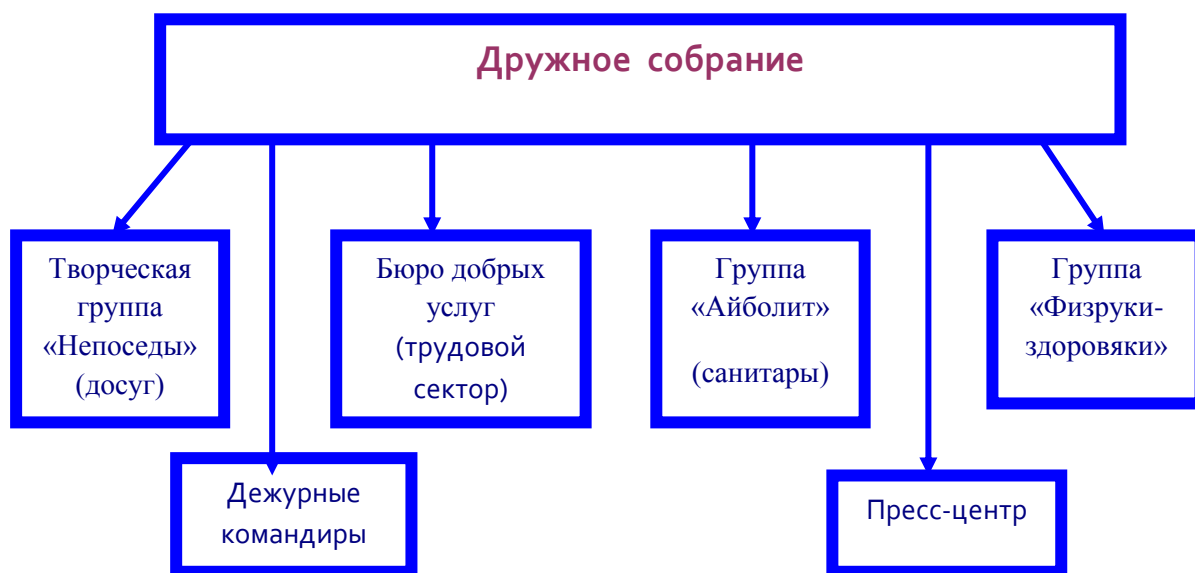 Дружное собрание
Творческая
группа
«Непоседы»
(досуг)
Бюро добрых
услуг
(трудовой
сектор)
Группа
«Айболит»
(санитары)
Группа
«Физруки-
здоровяки»
Дежурные
командиры
Пресс-центр